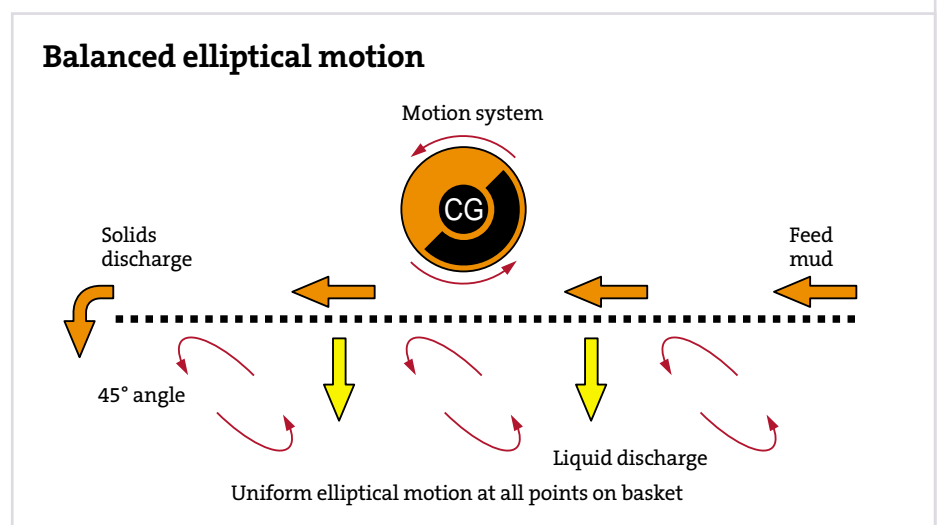 Balanced elliptical motion
Motion system
CG
Solids
discharge
Feed
mud
45° angle
Liquid discharge
Uniform elliptical motion at all points on basket